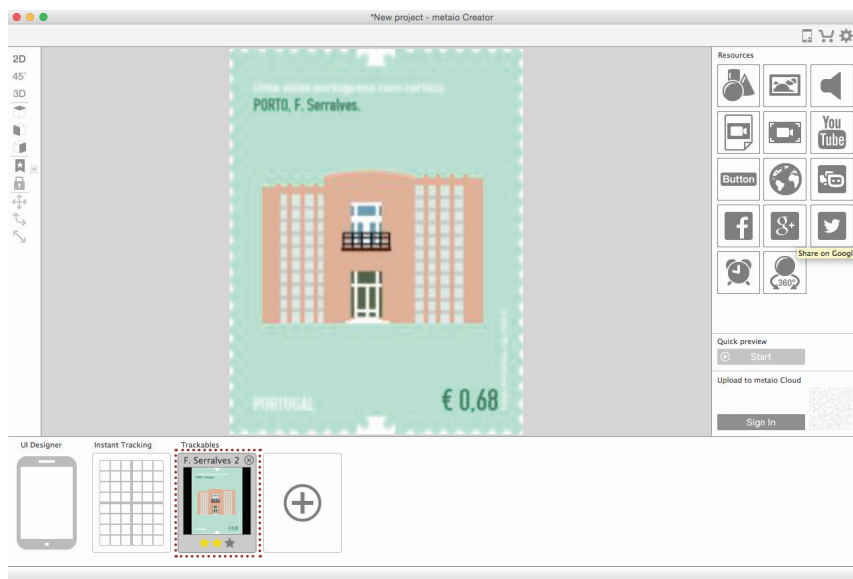 *New project - metaio Creator
2D
45°
3D
Resources
You
Tube
Button
f
g+
Share on Googl
360°
Quick preview
Start
Upload to metaio Cloud
Sign In
Uma visita portuguesa com certeza.
PORTO, F. Serralves.
PORTUGAL
€ 0,68
UI Designer
Instant Tracking
Trackables
F. Serralves 2